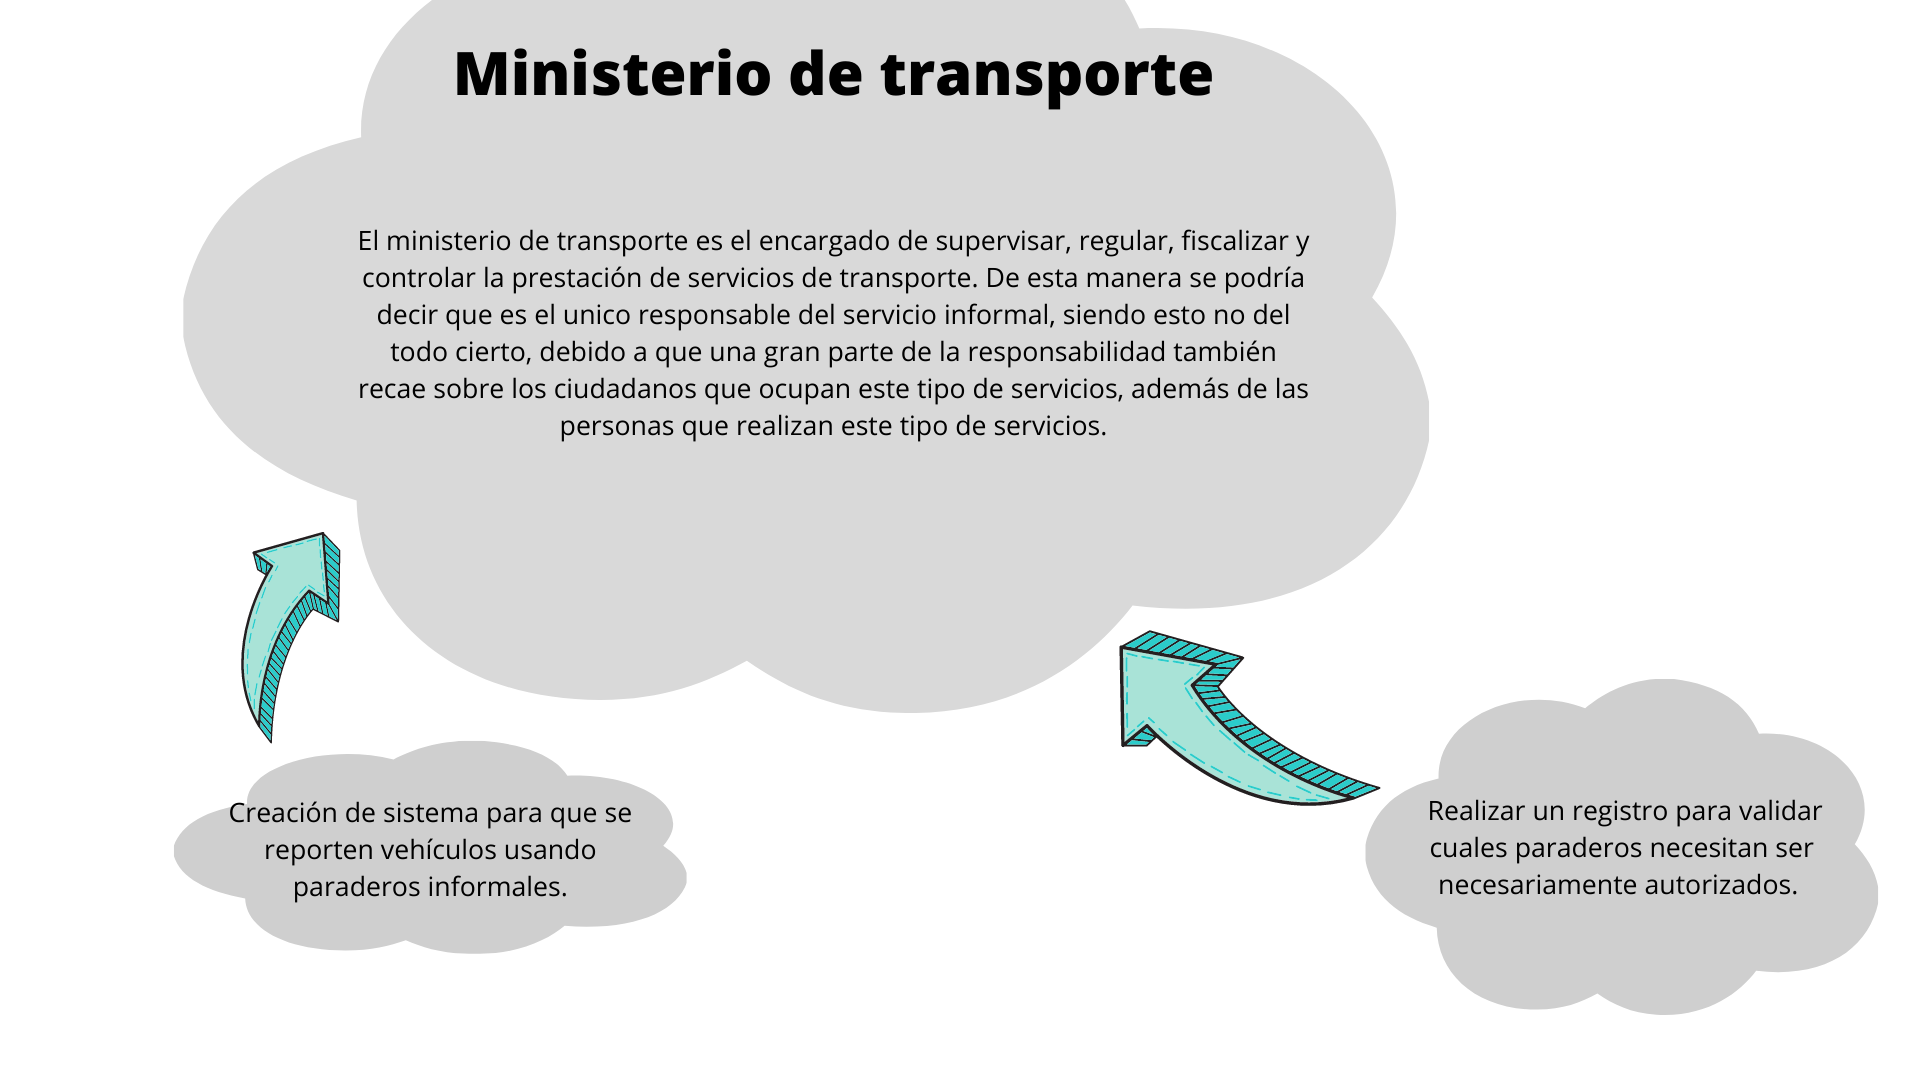 Ministerio de transporte
El ministerio de transporte es el encargado de supervisar, regular, fiscalizar y
controlar la prestación de servicios de transporte. De esta manera se podría
decir que es el unico responsable del servicio informal, siendo esto no del
todo cierto, debido a que una gran parte de la responsabilidad también
recae sobre los ciudadanos que ocupan este tipo de servicios, además de las
personas que realizan este tipo de servicios.
Creación de sistema para que se
reporten vehículos usando
paraderos informales.
Realizar un registro para validar
cuales paraderos necesitan ser
necesariamente autorizados.